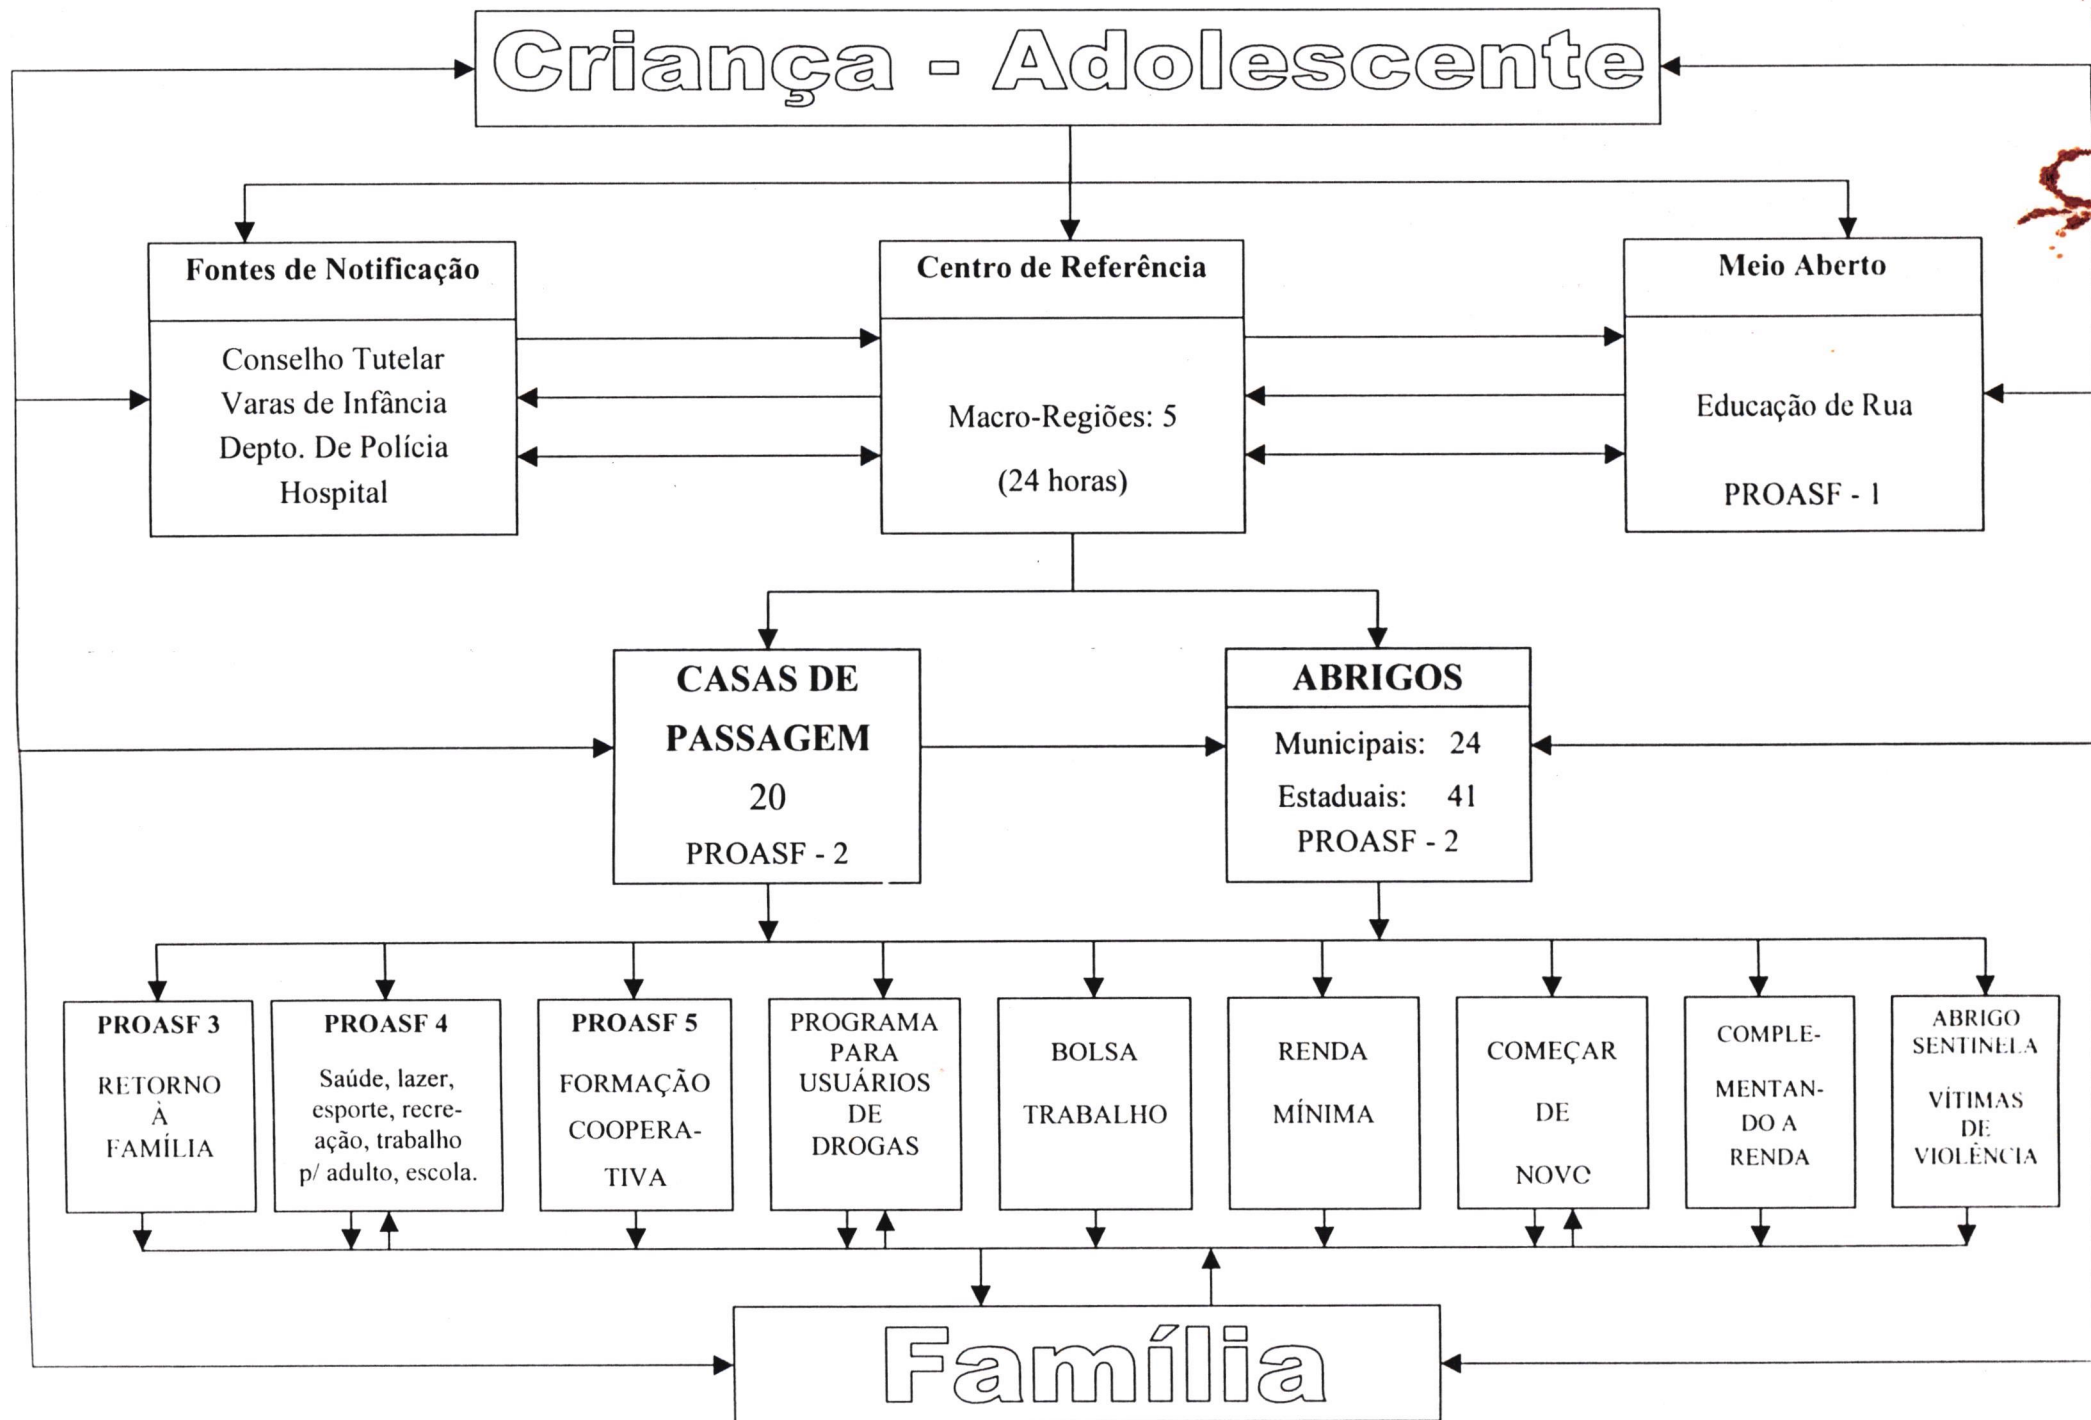 Criança - Adolescente
Fontes de Notificação
Conselho Tutelar
Varas de Infância
Depto. De Polícia
Hospital
Centro de Referência
Macro-Regiões: 5
(24 horas)
Meio Aberto
Educação de Rua
PROASF - 1
CASAS DE
PASSAGEM
20
PROASF - 2
ABRIGOS
Municipais: 24
Estaduais: 41
PROASF - 2
PROASF 3
RETORNO
À
FAMÍLIA
PROASF 4
Saúde, lazer,
esporte, recre-
ação, trabalho
p/ adulto, escola.
PROASF 5
FORMAÇÃO
COOPERA-
TIVA
PROGRAMA
PARA
USUÁRIOS
DE
DROGAS
BOLSA
TRABALHO
RENDA
MÍNIMA
COMEÇAR
DE
NOVO
COMPLE-
MENTAN-
DO A
RENDA
ABRIGO
SENTINELA
VÍTIMAS
DE
VIOLÊNCIA
Família